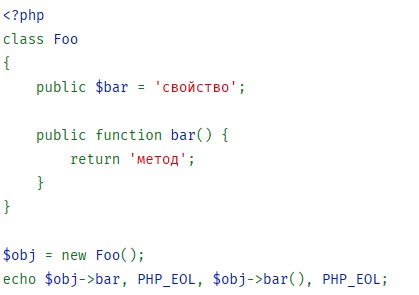 <?php
class Foo
{
    public $bar = 'свойство';

    public function bar() {
        return 'метод';
    }
}

$obj = new Foo();
echo $obj->bar, PHP_EOL, $obj->bar(), PHP_EOL;